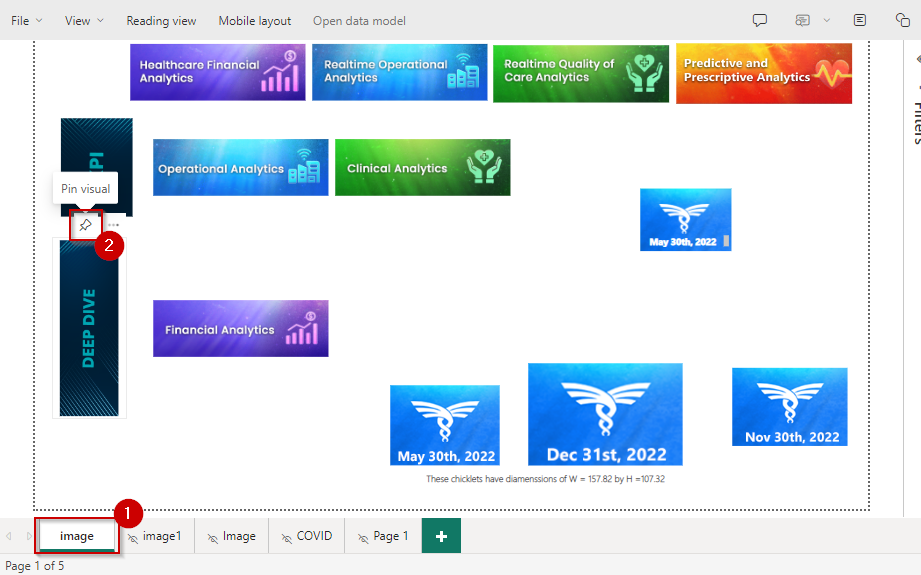 File View Reading view Mobile layout Open data model
Healthcare Financial
Analytics
Realtime Operational
Analytics
Realtime Quality of
Care Analytics
Predictive and
Prescriptive Analytics
Filters
PI
Operational Analytics
Clinical Analytics
Pin visual
2
May 30th, 2022
DEEP DIVE
Financial Analytics
May 30th, 2022
Dec 31st, 2022
Nov 30th, 2022
These chicklets have diamenssions of W = 157.82 by H =107.32
1
image image1 Image COVID Page 1 +
Page 1 of 5